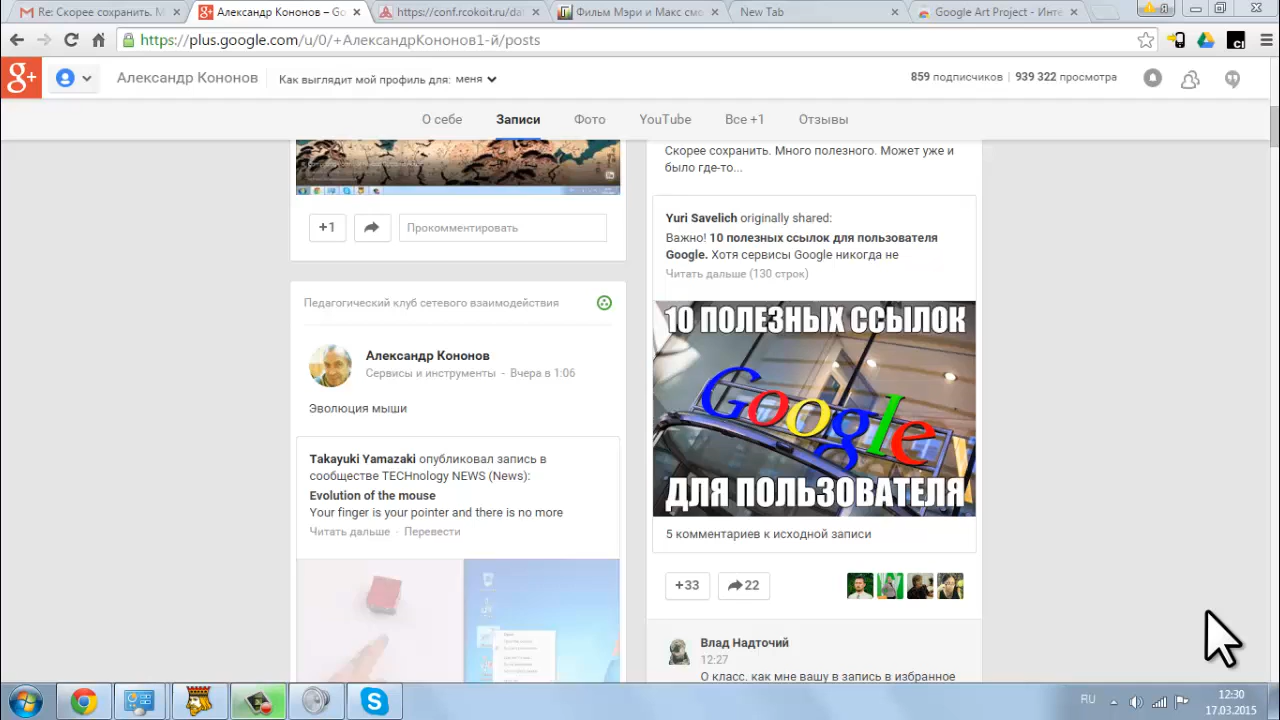 Re: Скорее сохранить. М
Александр Кононов – Go
https://conf.rcokoit.ru/da
Фильм Мэри и Макс смо
New Tab
Google Art Project - Инте
https://plus.google.com/u/0/+АлександрКононов1-й/posts
g+
Александр Кононов
Как выглядит мой профиль для: меня
859 подписчиков | 939 322 просмотра
О себе
Записи
Фото
YouTube
Все +1
Отзывы
+1
Прокомментировать
Педагогический клуб сетевого взаимодействия
Александр Кононов
Сервисы и инструменты - Вчера в 1:06
Эволюция мыши
Takayuki Yamazaki опубликовал запись в
сообществе TECHnology NEWS (News):
Evolution of the mouse
Your finger is your pointer and there is no more
Читать дальше · Перевести
Скорее сохранить. Много полезного. Может уже и
было где-то...
Yuri Savelich originally shared:
Важно! 10 полезных ссылок для пользователя
Google. Хотя сервисы Google никогда не
Читать дальше (130 строк)
10 ПОЛЕЗНЫХ ССЫЛОК
Google
ДЛЯ ПОЛЬЗОВАТЕЛЯ
5 комментариев к исходной записи
+33
22
Влад Надточий
12:27
О класс. как мне вашу в запись в избранное
RU
12:30
17.03.2015